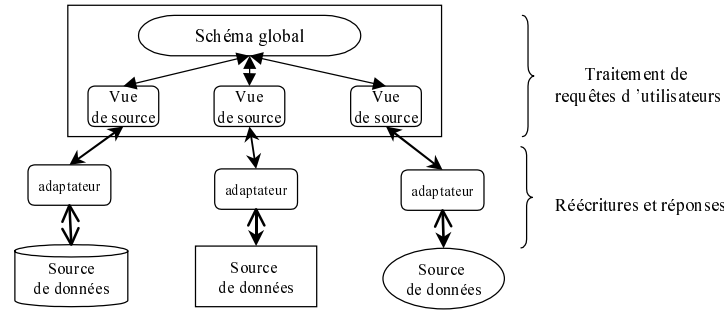 Schéma global
Vue
de source
Vue
de source
Vue
de source
Traitement de
requêtes d 'utilisateurs
adaptateur
adaptateur
adaptateur
Réécritures et réponses
Source
de données
Source
de données
Source
de données